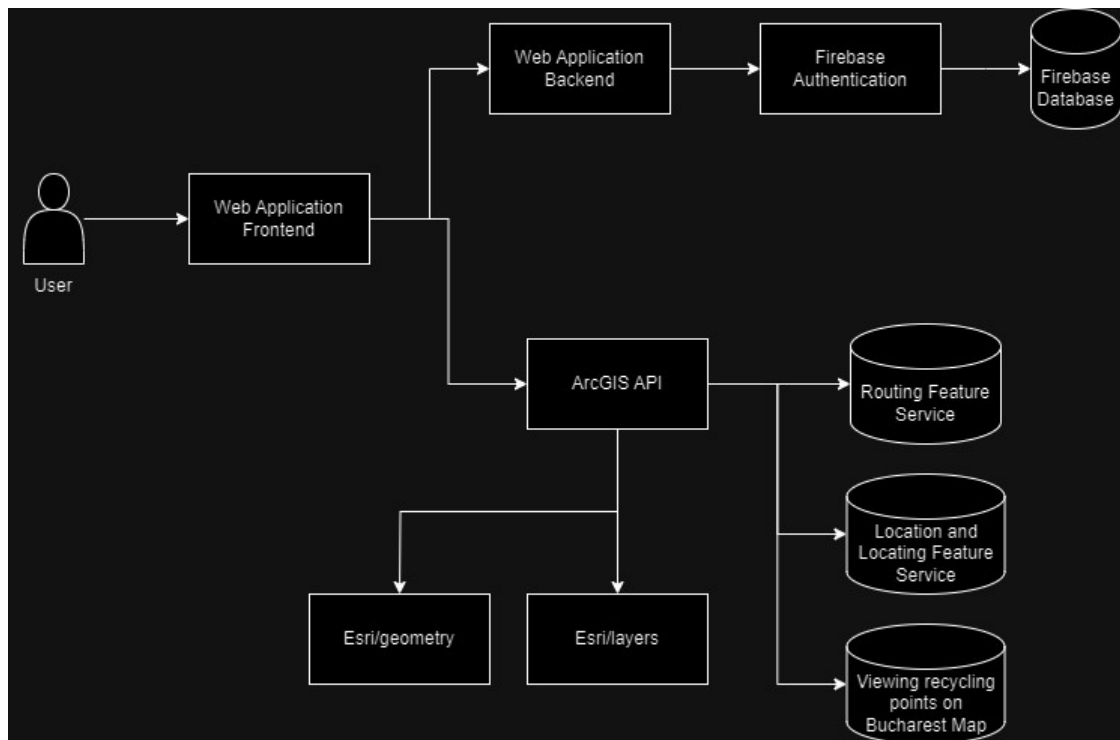 Web Application
Backend
Firebase
Authentication
Firebase
Database
Web Application
Frontend
User
ArcGIS API
Routing Feature
Service
Location and
Locating Feature
Service
Esri/geometry
Esri/layers
Viewing recycling
points on
Bucharest Map